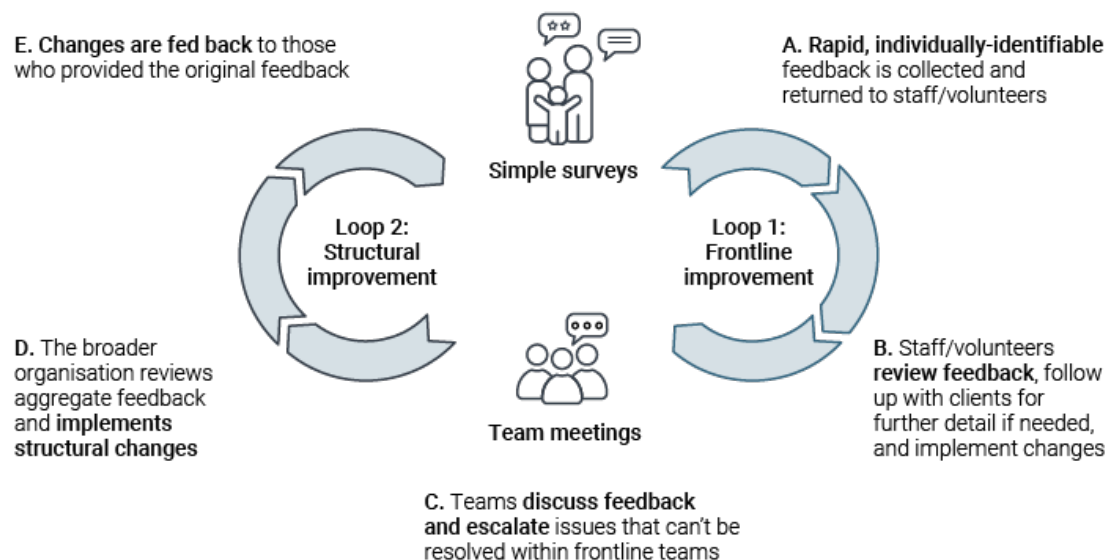 E. Changes are fed back to those
who provided the original feedback
A. Rapid, individually-identifiable
feedback is collected and
returned to staff/volunteers
Simple surveys
Loop 2:
Structural
improvement
Loop 1:
Frontline
improvement
D. The broader
organisation reviews
aggregate feedback
and implements
structural changes
Team meetings
B. Staff/volunteers
review feedback, follow
up with clients for
further detail if needed,
and implement changes
C. Teams discuss feedback
and escalate issues that can't be
resolved within frontline teams